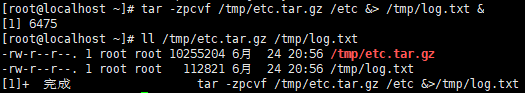 [root@localhost ~]# tar -zpcvf /tmp/etc.tar.gz /etc &> /tmp/log.txt &
[1] 6475
[root@localhost ~]# ll /tmp/etc.tar.gz /tmp/log.txt
-rw-r--r--. 1 root root 10255204 6月  24 20:56 /tmp/etc.tar.gz
-rw-r--r--. 1 root root   112821 6月  24 20:56 /tmp/log.txt
[1]+  完成                  tar -zpcvf /tmp/etc.tar.gz /etc &>/tmp/log.txt